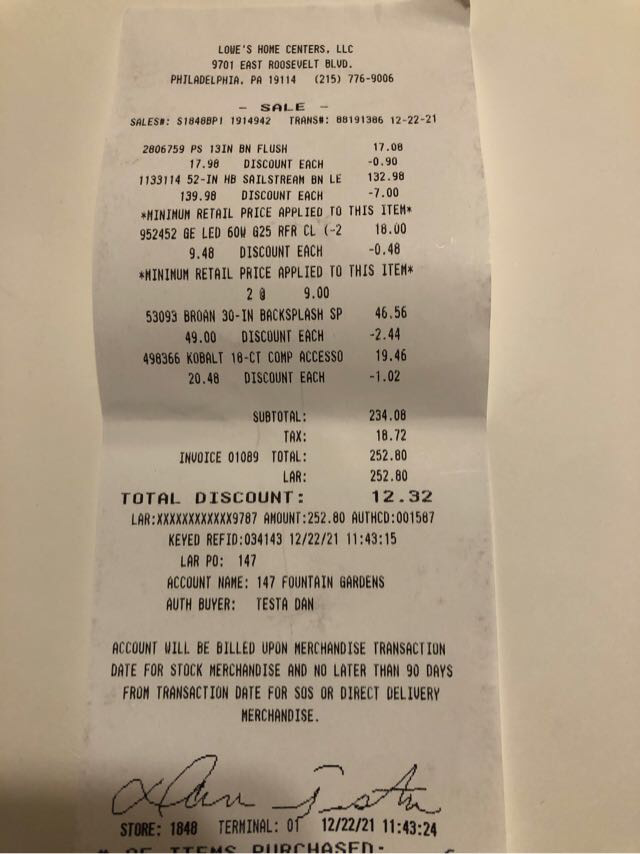 LOWE'S HOME CENTERS, LLC
9701 EAST ROOSEVELT BLVD.
PHILADELPHIA, PA 19114 (215) 776-9006
- SALE -
SALES#: S1848BP1 1914942 TRANS#: 88191386 12-22-21
2806759 PS 13IN BN FLUSH 17.08
17.98 DISCOUNT EACH -0.90
1133114 52-IN HB SAILSTREAM BN LE 132.98
139.98 DISCOUNT EACH -7.00
*MINIMUM RETAIL PRICE APPLIED TO THIS ITEM*
952452 GE LED 60W G25 RFR CL (-2 18.00
9.48 DISCOUNT EACH -0.48
*MINIMUM RETAIL PRICE APPLIED TO THIS ITEM*
2 @ 9.00
53093 BROAN 30-IN BACKSPLASH SP 46.56
49.00 DISCOUNT EACH -2.44
498366 KOBALT 18-CT COMP ACCESSO 19.46
20.48 DISCOUNT EACH -1.02
SUBTOTAL: 234.08
TAX: 18.72
INVOICE 01089 TOTAL: 252.80
LAR: 252.80
TOTAL DISCOUNT: 12.32
LAR:XXXXXXXXXXXX9787 AMOUNT:252.80 AUTHCD:001587
KEYED REFID:034143 12/22/21 11:43:15
LAR PO: 147
ACCOUNT NAME: 147 FOUNTAIN GARDENS
AUTH BUYER: TESTA DAN
ACCOUNT WILL BE BILLED UPON MERCHANDISE TRANSACTION
DATE FOR STOCK MERCHANDISE AND NO LATER THAN 90 DAYS
FROM TRANSACTION DATE FOR SOS OR DIRECT DELIVERY
MERCHANDISE.
X Dan Testa
STORE: 1848 TERMINAL: 01 12/22/21 11:43:24
# OF ITEMS PURCHASED: